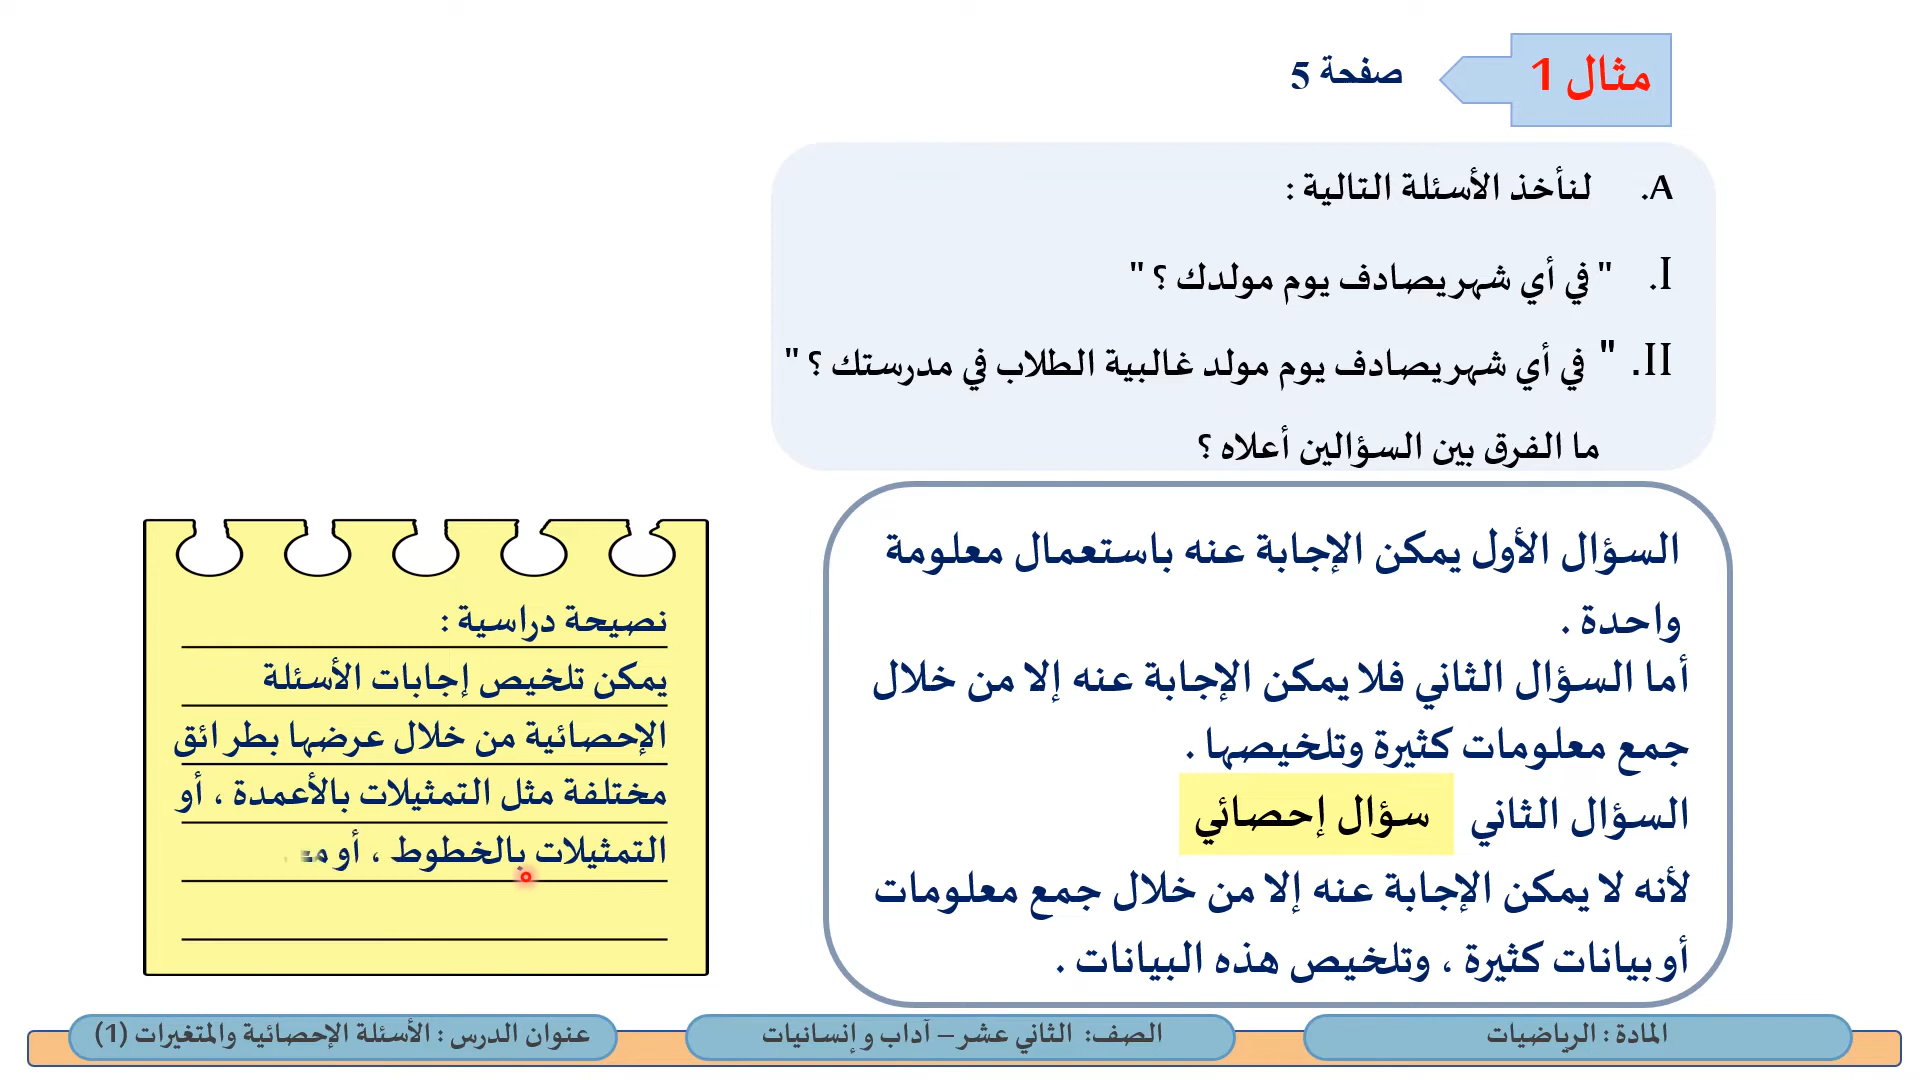 مثال 1
صفحة 5
A. لنأخذ الأسئلة التالية :
I. " في أي شهر يصادف يوم مولدك ؟ "
II. " في أي شهر يصادف يوم مولد غالبية الطلاب في مدرستك ؟ "
ما الفرق بين السؤالين أعلاه ؟
السؤال الأول يمكن الإجابة عنه باستعمال معلومة
واحدة .
أما السؤال الثاني فلا يمكن الإجابة عنه إلا من خلال
جمع معلومات كثيرة وتلخيصها .
السؤال الثاني سؤال إحصائي
لأنه لا يمكن الإجابة عنه إلا من خلال جمع معلومات
أو بيانات كثيرة ، وتلخيص هذه البيانات .
نصيحة دراسية :
يمكن تلخيص إجابات الأسئلة
الإحصائية من خلال عرضها بطرائق
مختلفة مثل التمثيلات بالأعمدة ، أو
التمثيلات بالخطوط ، أو
المادة : الرياضيات
الصف: الثاني عشر – آداب و إنسانيات
عنوان الدرس : الأسئلة الإحصائية والمتغيرات (1)